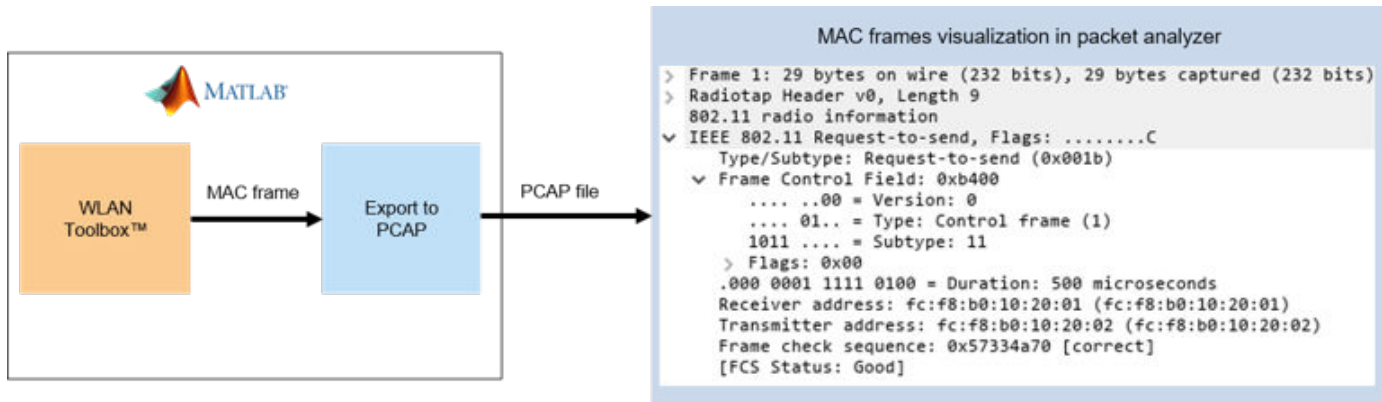 MATLAB®
WLAN
Toolbox™
MAC frame
Export to
PCAP
PCAP file
MAC frames visualization in packet analyzer
> Frame 1: 29 bytes on wire (232 bits), 29 bytes captured (232 bits)
> Radiotap Header v0, Length 9
802.11 radio information
IEEE 802.11 Request-to-send, Flags: ........C
Type/Subtype: Request-to-send (0x001b)
Frame Control Field: 0xb400
.... ..00 = Version: 0
.... 01.. = Type: Control frame (1)
1011 .... = Subtype: 11
> Flags: 0x00
.000 0001 1111 0100 = Duration: 500 microseconds
Receiver address: fc:f8:b0:10:20:01 (fc:f8:b0:10:20:01)
Transmitter address: fc:f8:b0:10:20:02 (fc:f8:b0:10:20:02)
Frame check sequence: 0x57334a70 [correct]
[FCS Status: Good]